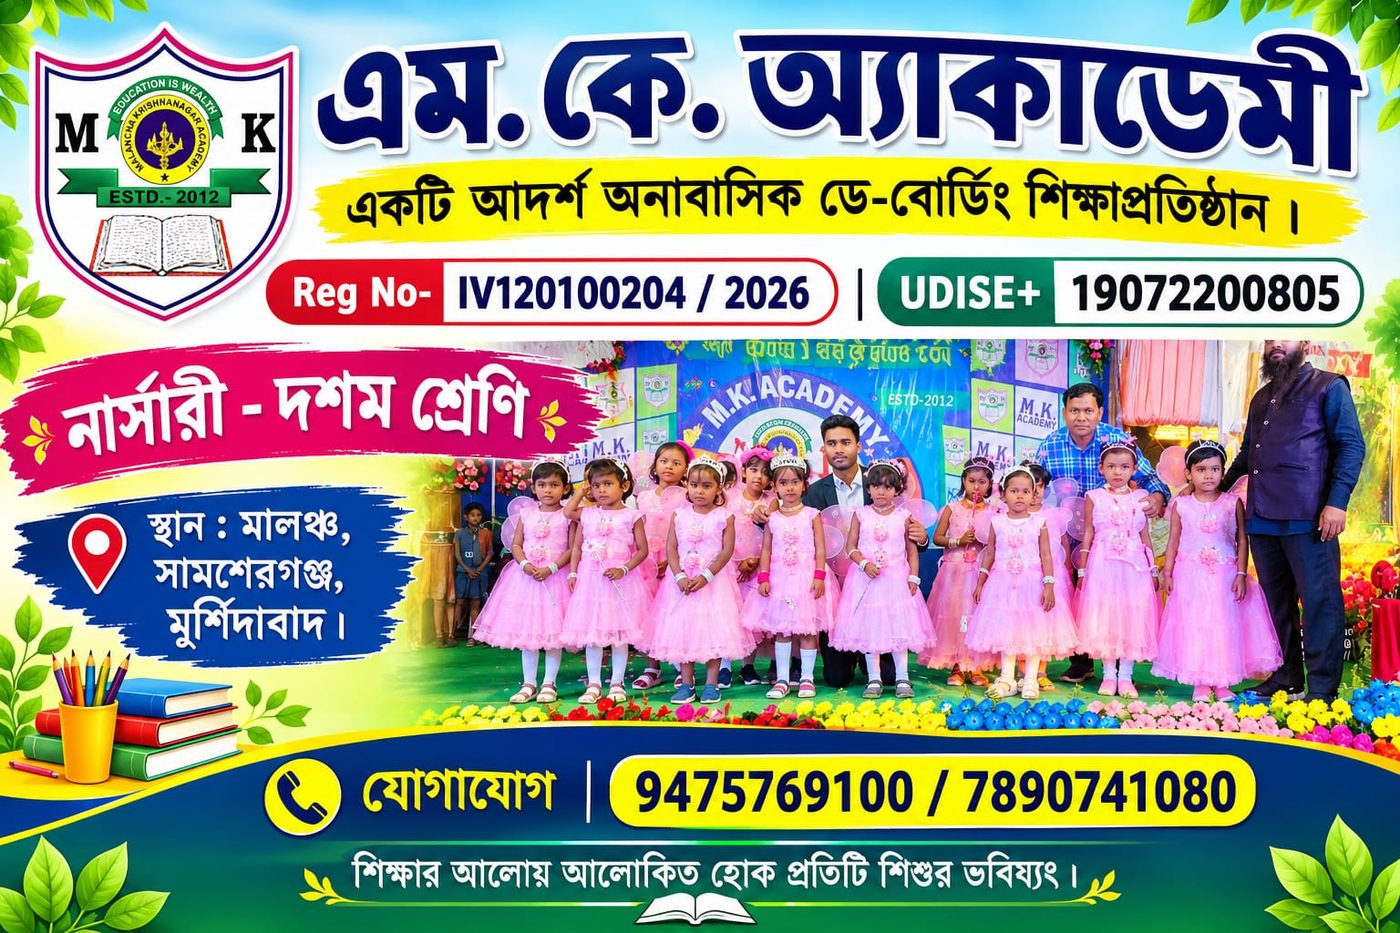 এম. কে. অ্যাকাডেমী
একটি আদর্শ অনাবাসিক ডে-বোর্ডিং শিক্ষাপ্রতিষ্ঠান ।
EDUCATION IS WEALTH
M K
MALANCHA KRISHNANAGAR ACADEMY
ESTD.- 2012
Reg No- IV120100204 / 2026 | UDISE+ 19072200805
নার্সারী - দশম শ্রেণি
স্থান : মালঞ্চ,
সামশেরগঞ্জ,
মুর্শিদাবাদ ।
M.K. ACADEMY
ESTD-2012
M.K.
ACADEMY
যোগাযোগ | 9475769100 / 7890741080
শিক্ষার আলোয় আলোকিত হোক প্রতিটি শিশুর ভবিষ্যৎ ।